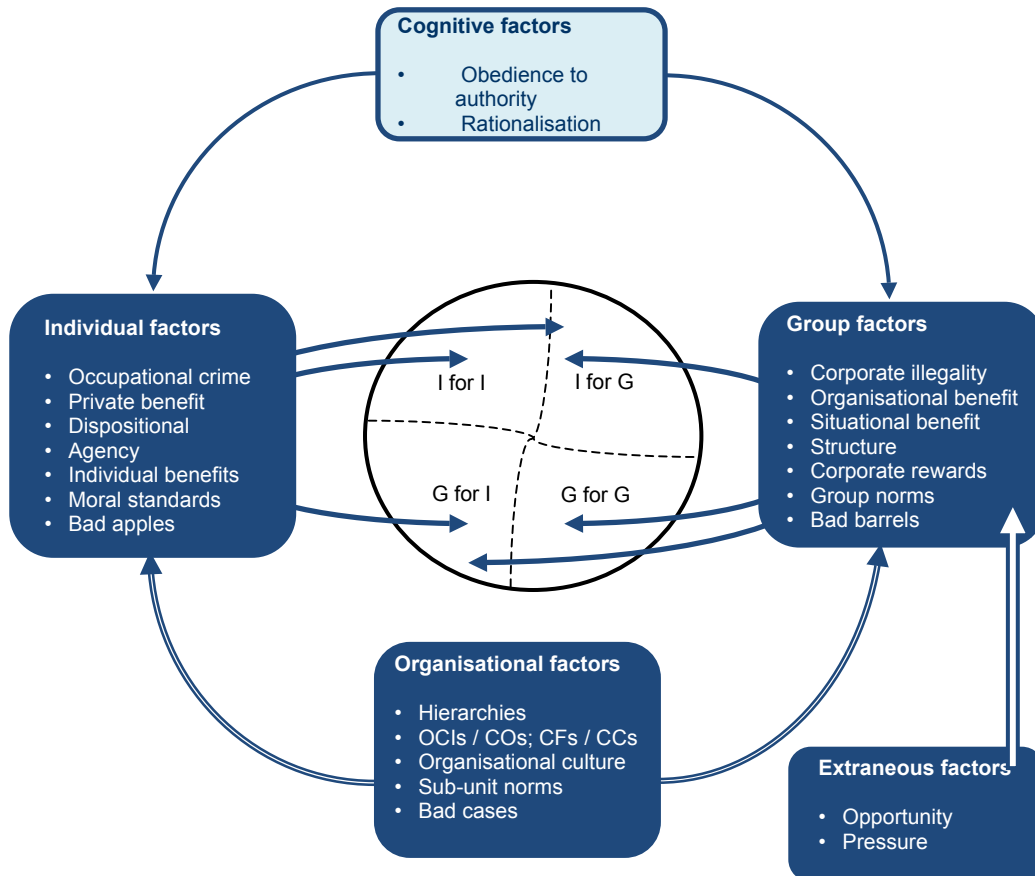 Cognitive factors
• Obedience to
authority
• Rationalisation
Individual factors
• Occupational crime
• Private benefit
• Dispositional
• Agency
• Individual benefits
• Moral standards
• Bad apples
I for I
I for G
G for I
G for G
Group factors
• Corporate illegality
• Organisational benefit
• Situational benefit
• Structure
• Corporate rewards
• Group norms
• Bad barrels
Organisational factors
• Hierarchies
• OCIs / COs; CFs / CCs
• Organisational culture
• Sub-unit norms
• Bad cases
Extraneous factors
• Opportunity
• Pressure